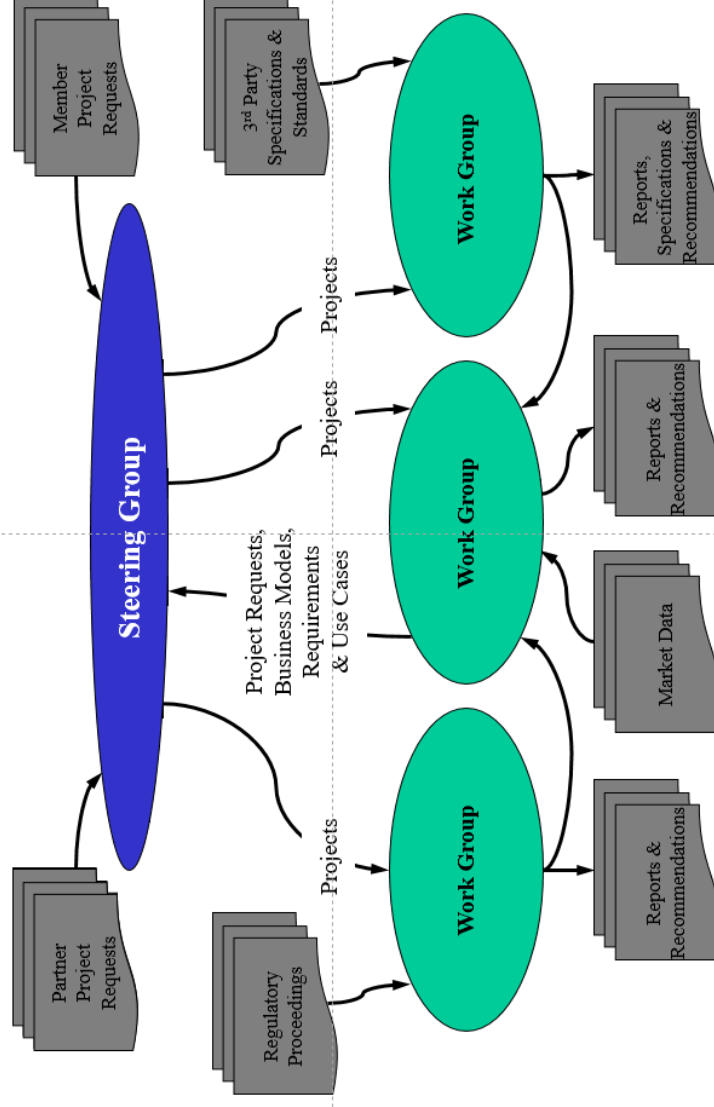 Partner
Project
Requests
Steering Group
Member
Project
Requests
Regulatory
Proceedings
Projects
Project Requests,
Business Models,
Requirements
& Use Cases
Projects
Projects
3rd Party
Specifications &
Standards
Work Group
Work Group
Work Group
Reports &
Recommendations
Market Data
Reports &
Recommendations
Reports,
Specifications &
Recommendations